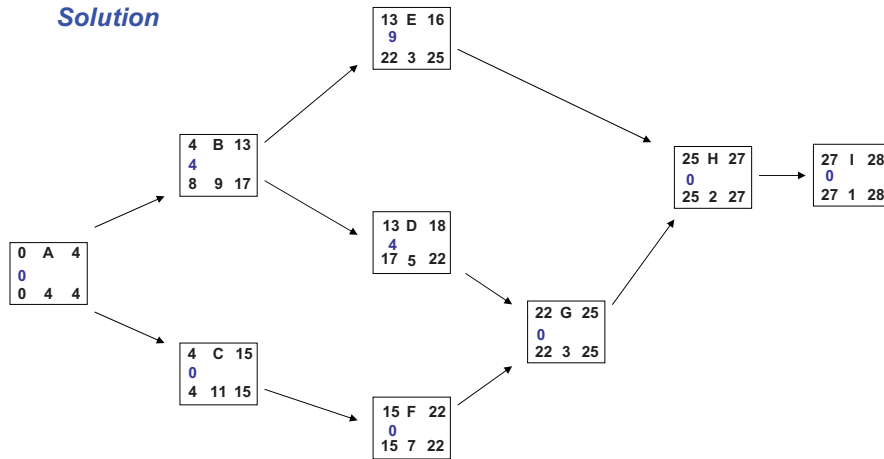 Solution
13 E 16
9
22 3 25
4 B 13
4
8 9 17
25 H 27
0
25 2 27
27 I 28
0
27 1 28
13 D 18
4
17 5 22
0 A 4
0
0 4 4
22 G 25
0
22 3 25
4 C 15
0
4 11 15
15 F 22
0
15 7 22